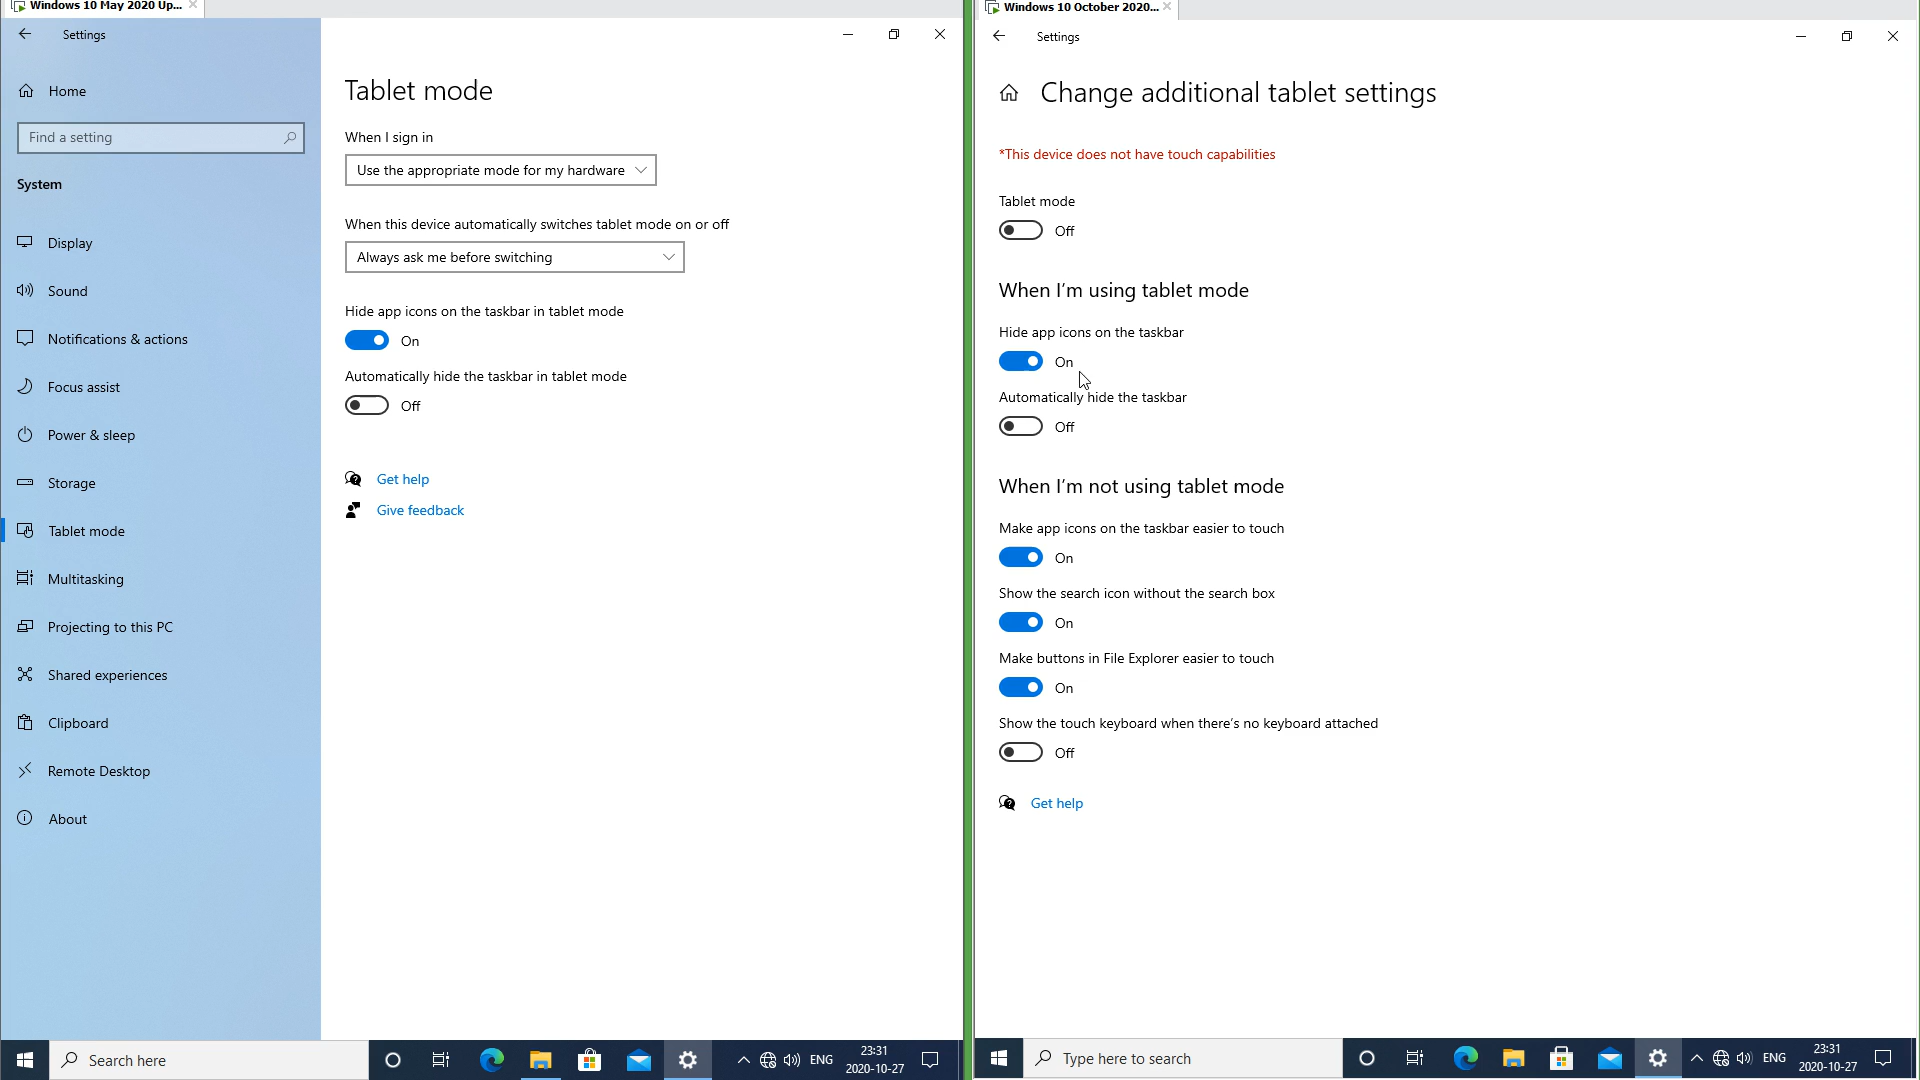 Windows 10 May 2020 Up...
Settings
Home
Find a setting
System
Display
Sound
Notifications & actions
Focus assist
Power & sleep
Storage
Tablet mode
Multitasking
Projecting to this PC
Shared experiences
Clipboard
Remote Desktop
About
Tablet mode
When I sign in
Use the appropriate mode for my hardware
When this device automatically switches tablet mode on or off
Always ask me before switching
Hide app icons on the taskbar in tablet mode
On
Automatically hide the taskbar in tablet mode
Off
Get help
Give feedback
Search here
ENG
23:31
2020-10-27
Windows 10 October 2020...
Settings
Change additional tablet settings
*This device does not have touch capabilities
Tablet mode
Off
When I'm using tablet mode
Hide app icons on the taskbar
On
Automatically hide the taskbar
Off
When I'm not using tablet mode
Make app icons on the taskbar easier to touch
On
Show the search icon without the search box
On
Make buttons in File Explorer easier to touch
On
Show the touch keyboard when there's no keyboard attached
Off
Get help
Type here to search
ENG
23:31
2020-10-27